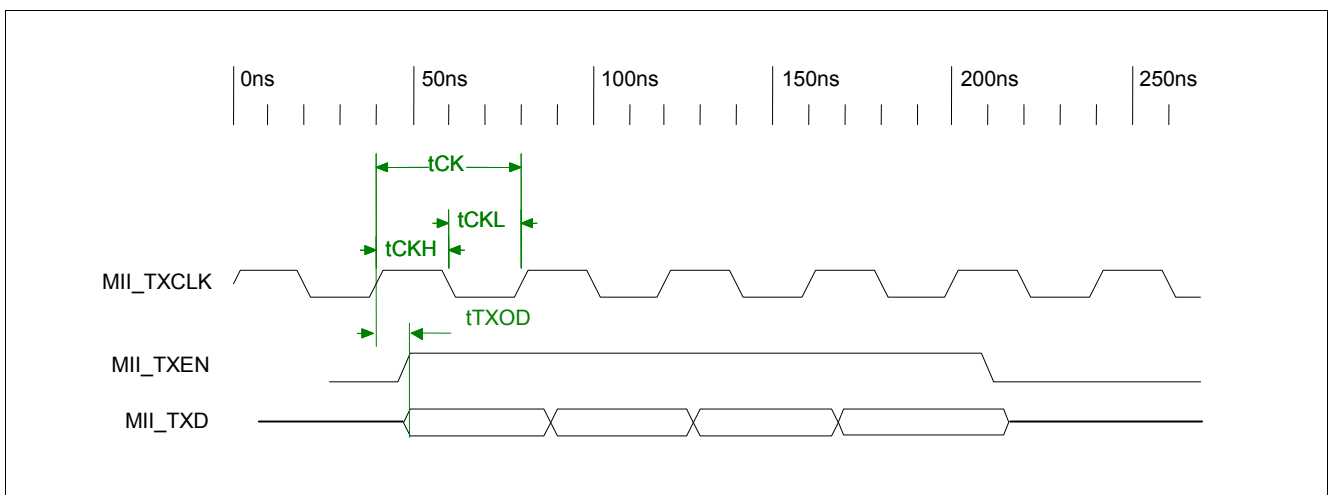 0ns 50ns 100ns 150ns 200ns 250ns
tCK
tCKL
tCKH
MII_TXCLK
tTXOD
MII_TXEN
MII_TXD